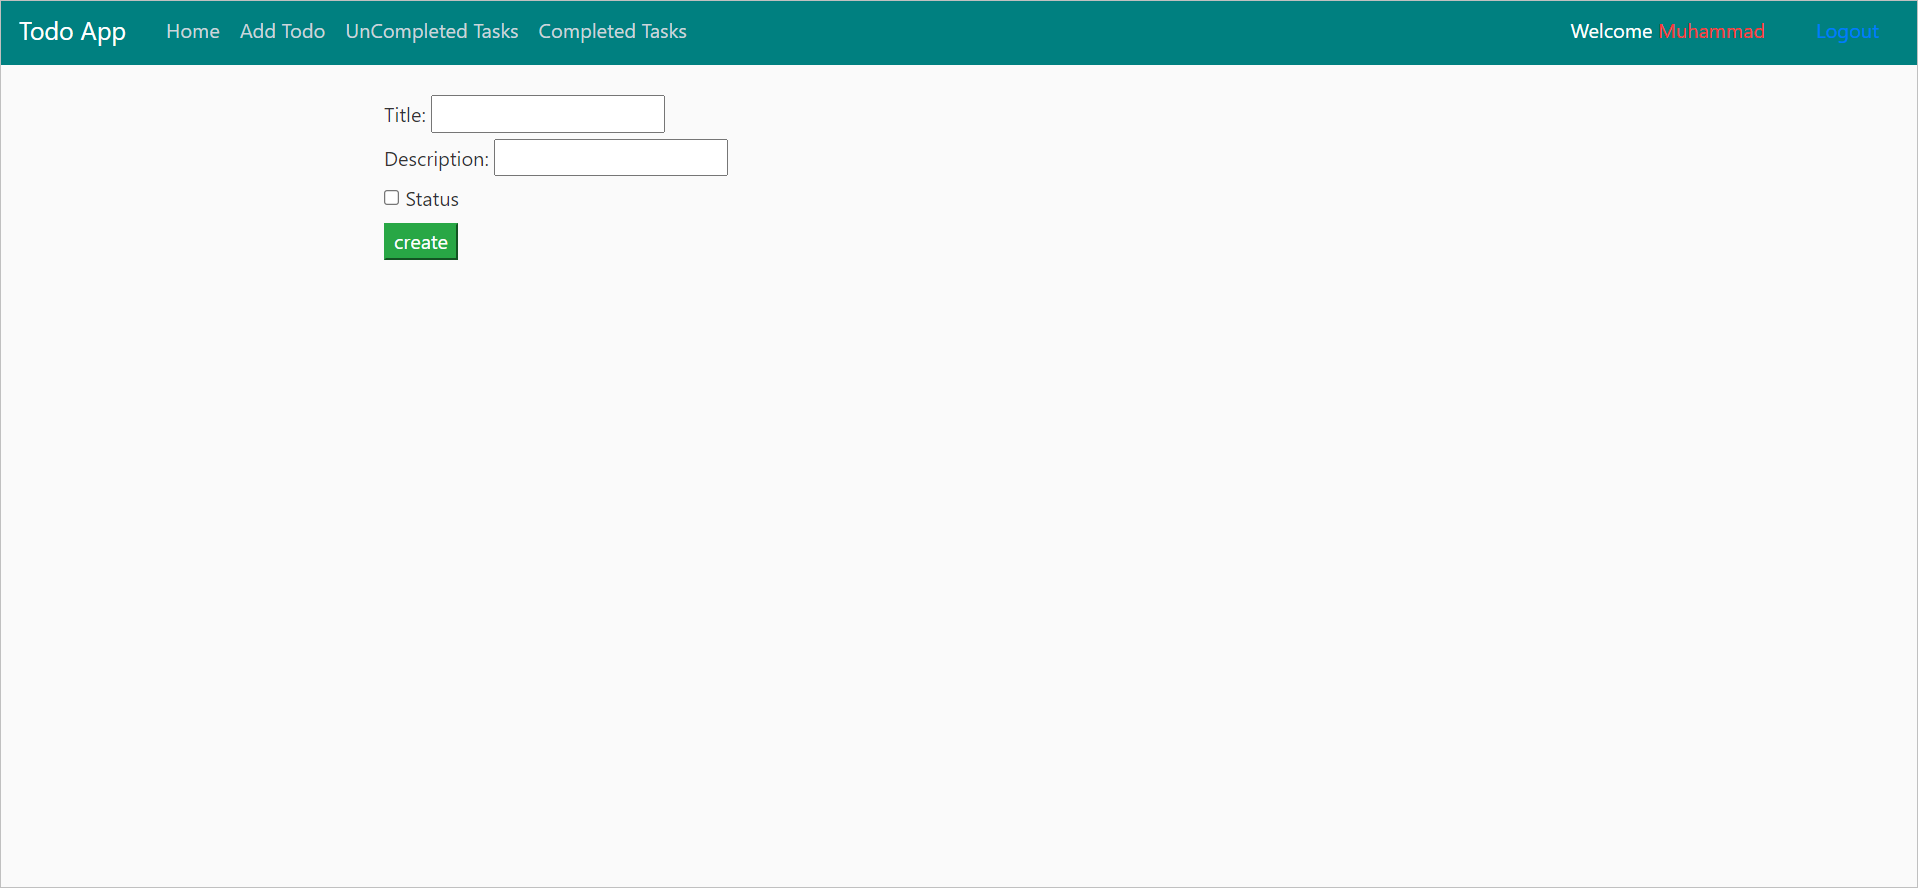 Todo App Home Add Todo UnCompleted Tasks Completed Tasks Welcome Muhammad Logout
Title:
Description:
Status
create